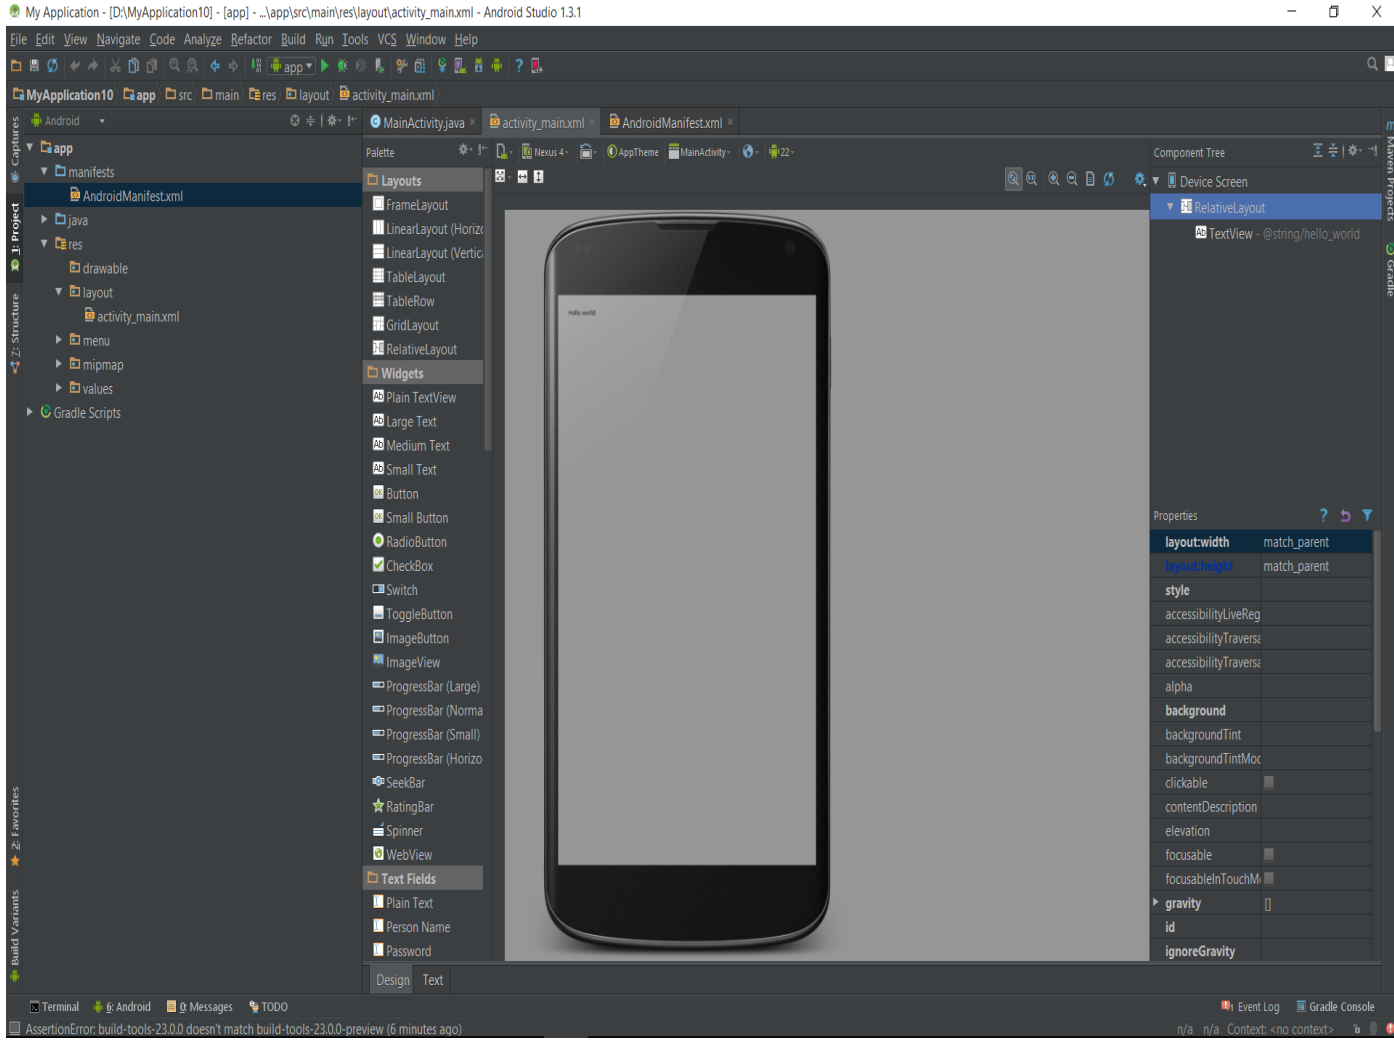 My Application - [D:\MyApplication10] - [app] - ...\app\src\main\res\layout\activity_main.xml - Android Studio 1.3.1
File Edit View Navigate Code Analyze Refactor Build Run Tools VCS Window Help
app
MyApplication10 app src main res layout activity_main.xml
Captures
1: Project
Z: Structure
2: Favorites
Build Variants
Android
app
manifests
AndroidManifest.xml
java
res
drawable
layout
activity_main.xml
menu
mipmap
values
Gradle Scripts
MainActivity.java activity_main.xml AndroidManifest.xml
Palette
Nexus 4 AppTheme MainActivity 22
Layouts
FrameLayout
LinearLayout (Horizo
LinearLayout (Vertica
TableLayout
TableRow
GridLayout
RelativeLayout
Widgets
Plain TextView
Large Text
Medium Text
Small Text
Button
Small Button
RadioButton
CheckBox
Switch
ToggleButton
ImageButton
ImageView
ProgressBar (Large)
ProgressBar (Norma
ProgressBar (Small)
ProgressBar (Horizo
SeekBar
RatingBar
Spinner
WebView
Text Fields
Plain Text
Person Name
Password
Hello world!
Design Text
Component Tree
Device Screen
RelativeLayout
TextView - @string/hello_world
Properties
layout:width match_parent
layout:height match_parent
style
accessibilityLiveReg
accessibilityTraversa
accessibilityTraversa
alpha
background
backgroundTint
backgroundTintMod
clickable
contentDescription
elevation
focusable
focusableInTouchM
gravity []
id
ignoreGravity
Maven Projects
Gradle
Terminal 6: Android 0: Messages TODO
1 Event Log Gradle Console
AssertionError: build-tools-23.0.0 doesn't match build-tools-23.0.0-preview (6 minutes ago)
n/a n/a Context: <no context>